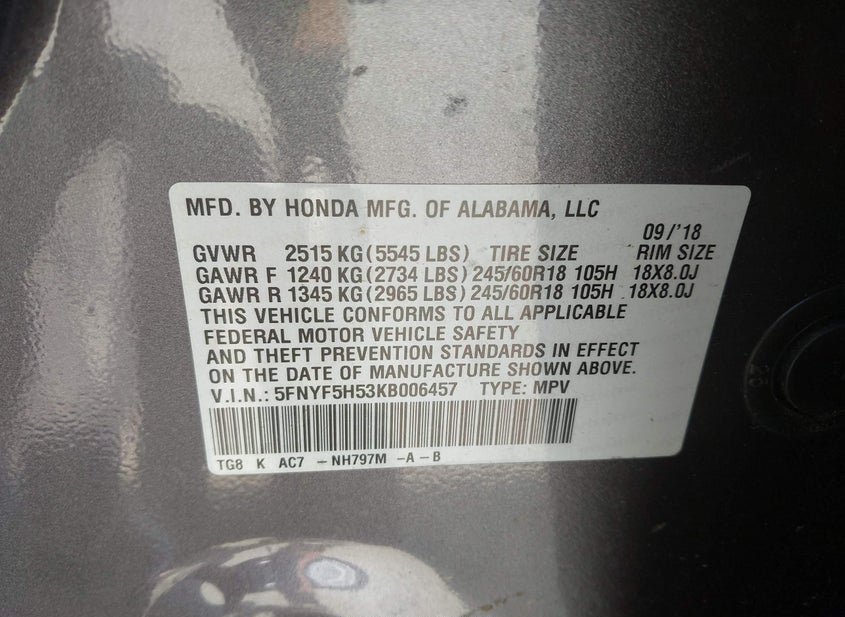 MFD. BY HONDA MFG. OF ALABAMA, LLC
09/'18
GVWR 2515 KG (5545 LBS) TIRE SIZE RIM SIZE
GAWR F 1240 KG (2734 LBS) 245/60R18 105H 18X8.0J
GAWR R 1345 KG (2965 LBS) 245/60R18 105H 18X8.0J
THIS VEHICLE CONFORMS TO ALL APPLICABLE
FEDERAL MOTOR VEHICLE SAFETY
AND THEFT PREVENTION STANDARDS IN EFFECT
ON THE DATE OF MANUFACTURE SHOWN ABOVE.
V.I.N.: 5FNYF5H53KB006457 TYPE: MPV
TG8 K AC7 -NH797M -A-B
25